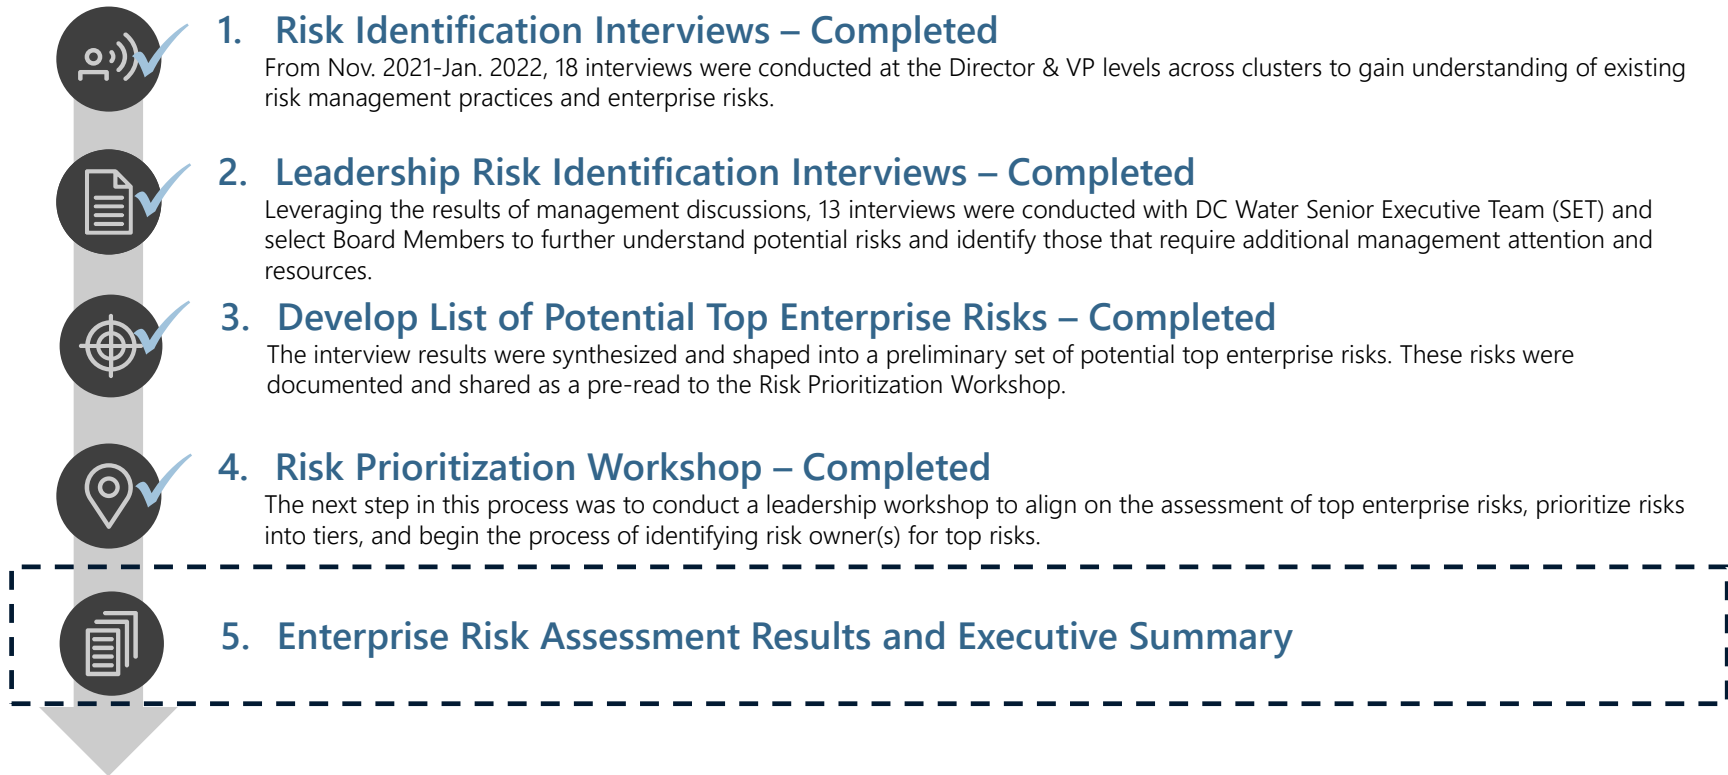 1. Risk Identification Interviews – Completed
From Nov. 2021-Jan. 2022, 18 interviews were conducted at the Director & VP levels across clusters to gain understanding of existing
risk management practices and enterprise risks.
2. Leadership Risk Identification Interviews – Completed
Leveraging the results of management discussions, 13 interviews were conducted with DC Water Senior Executive Team (SET) and
select Board Members to further understand potential risks and identify those that require additional management attention and
resources.
3. Develop List of Potential Top Enterprise Risks – Completed
The interview results were synthesized and shaped into a preliminary set of potential top enterprise risks. These risks were
documented and shared as a pre-read to the Risk Prioritization Workshop.
4. Risk Prioritization Workshop – Completed
The next step in this process was to conduct a leadership workshop to align on the assessment of top enterprise risks, prioritize risks
into tiers, and begin the process of identifying risk owner(s) for top risks.
5. Enterprise Risk Assessment Results and Executive Summary